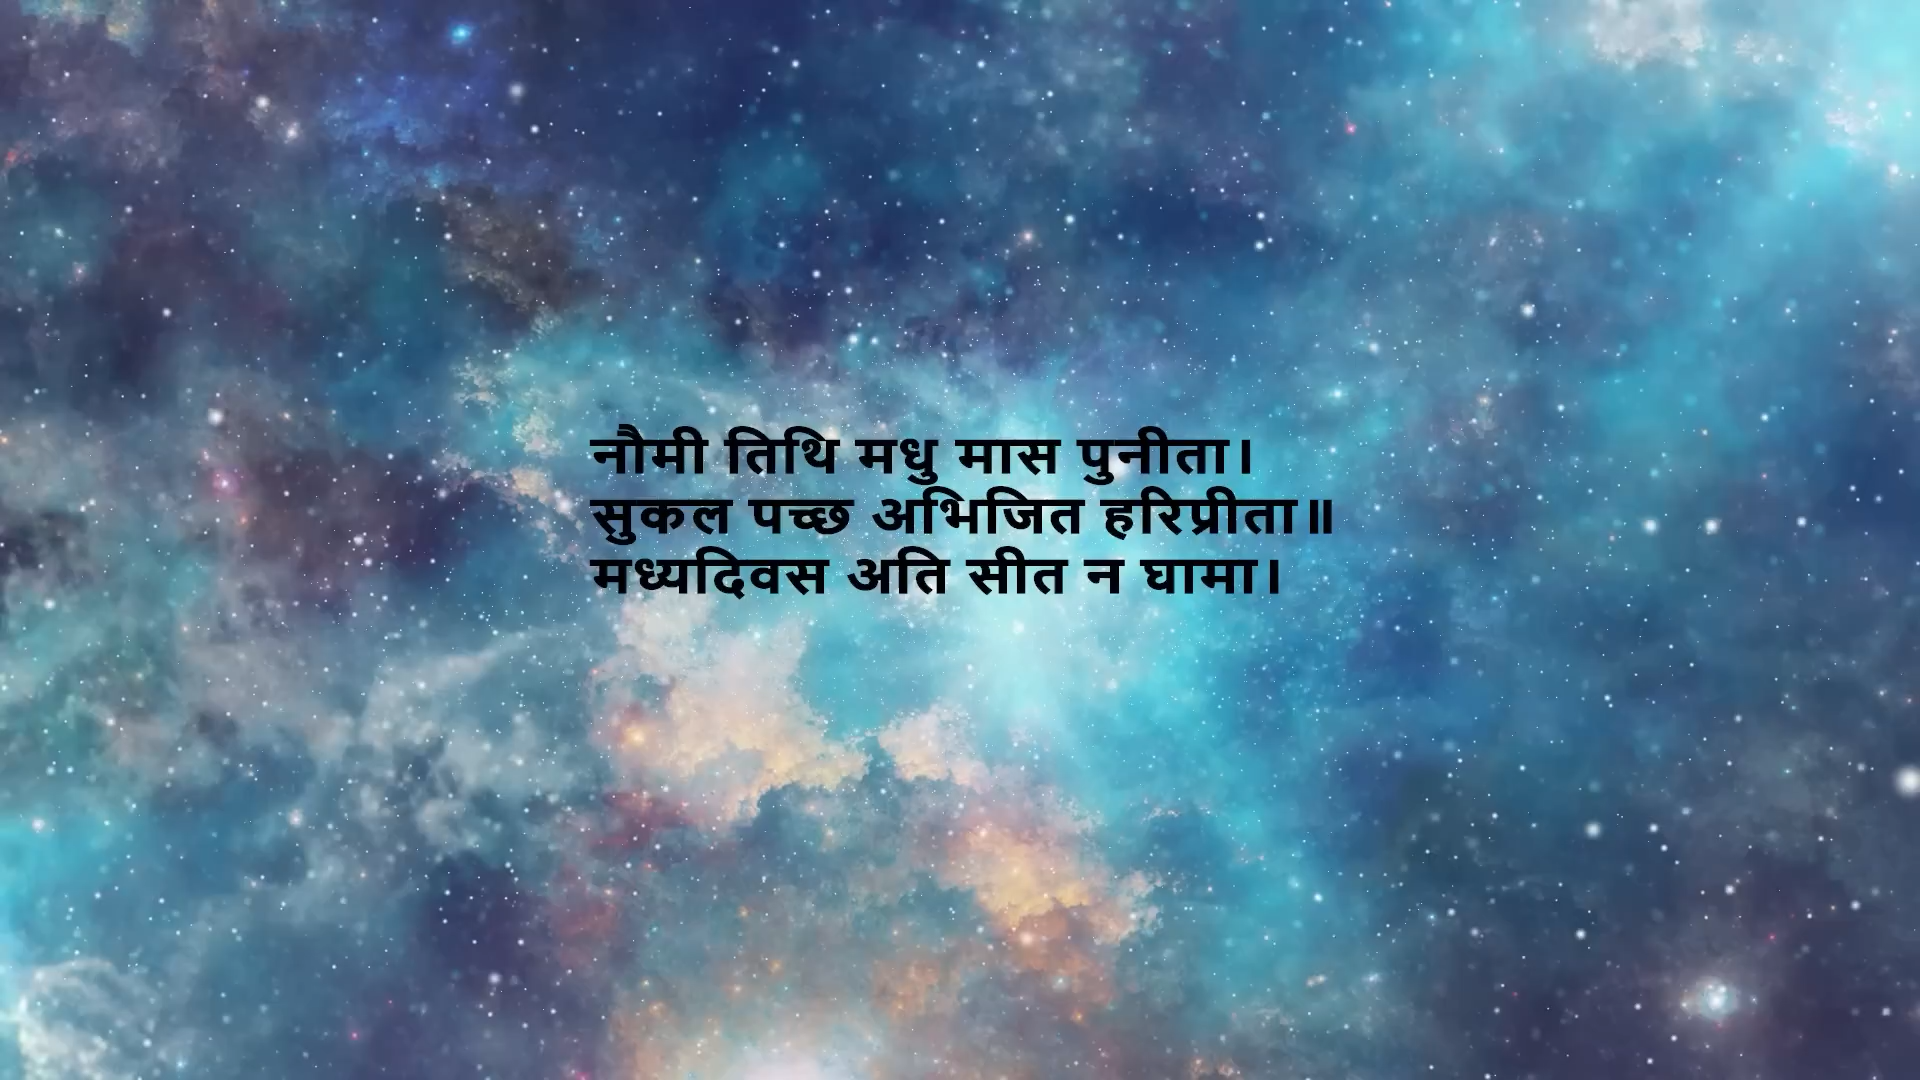 नौमी तिथि मधु मास पुनीता।
सुकल पच्छ अभिजित हरिप्रीता॥
मध्यदिवस अति सीत न घामा।